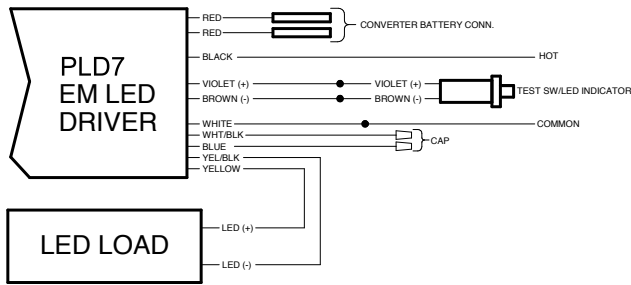 RED
RED
CONVERTER BATTERY CONN.
BLACK
HOT
PLD7
EM LED
DRIVER
VIOLET (+)
VIOLET (+)
BROWN (-)
BROWN (-)
TEST SW/LED INDICATOR
WHITE
COMMON
WHT/BLK
BLUE
CAP
YEL/BLK
YELLOW
LED LOAD
LED (+)
LED (-)